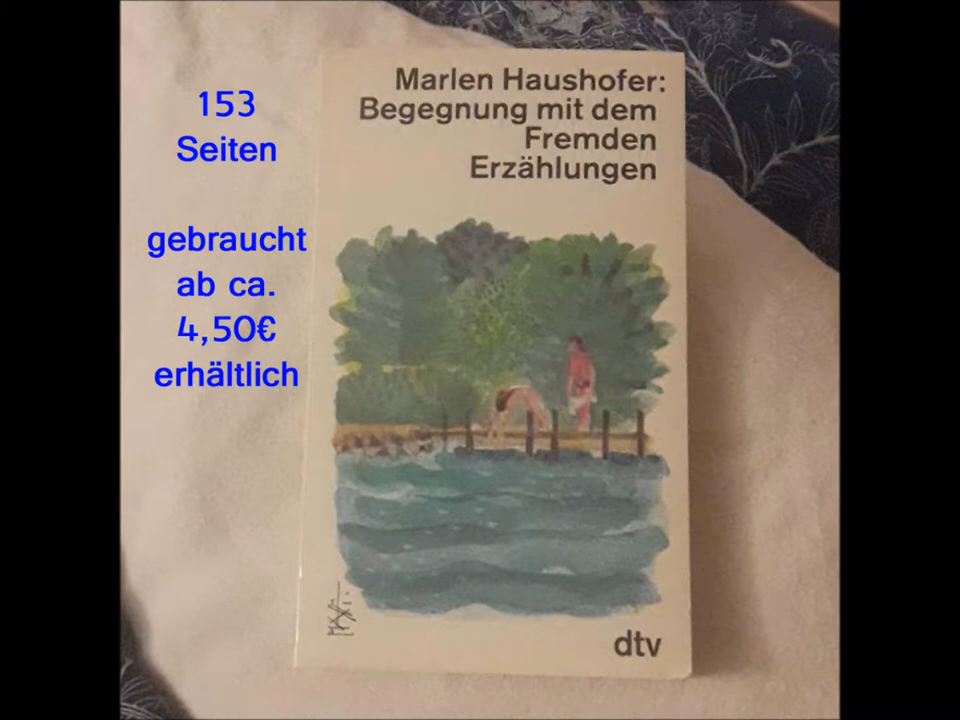 153
Seiten
gebraucht
ab ca.
4,50€
erhältlich
Marlen Haushofer:
Begegnung mit dem
Fremden
Erzählungen
dtv